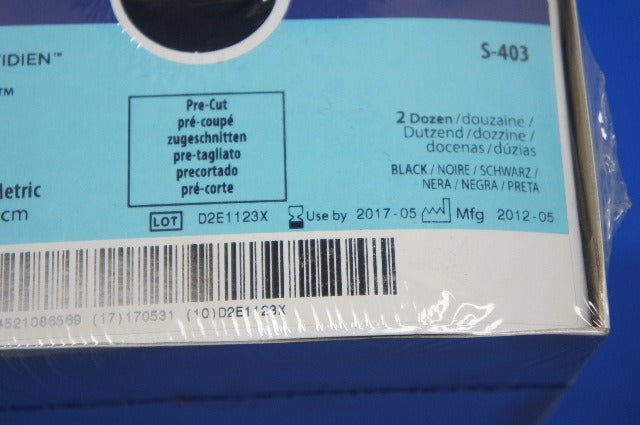 IDIEN™
S-403
TM
Pre-Cut
pré-coupé
zugeschnitten
pre-tagliato
precortado
pré-corte
2 Dozen / douzaine /
Dutzend / dozzine /
docenas / dúzias
BLACK / NOIRE / SCHWARZ /
NERA / NEGRA / PRETA
etric
cm
LOT D2E1123X Use by 2017-05 Mfg 2012-05
4521086569 (17)170531 (10)D2E1123X